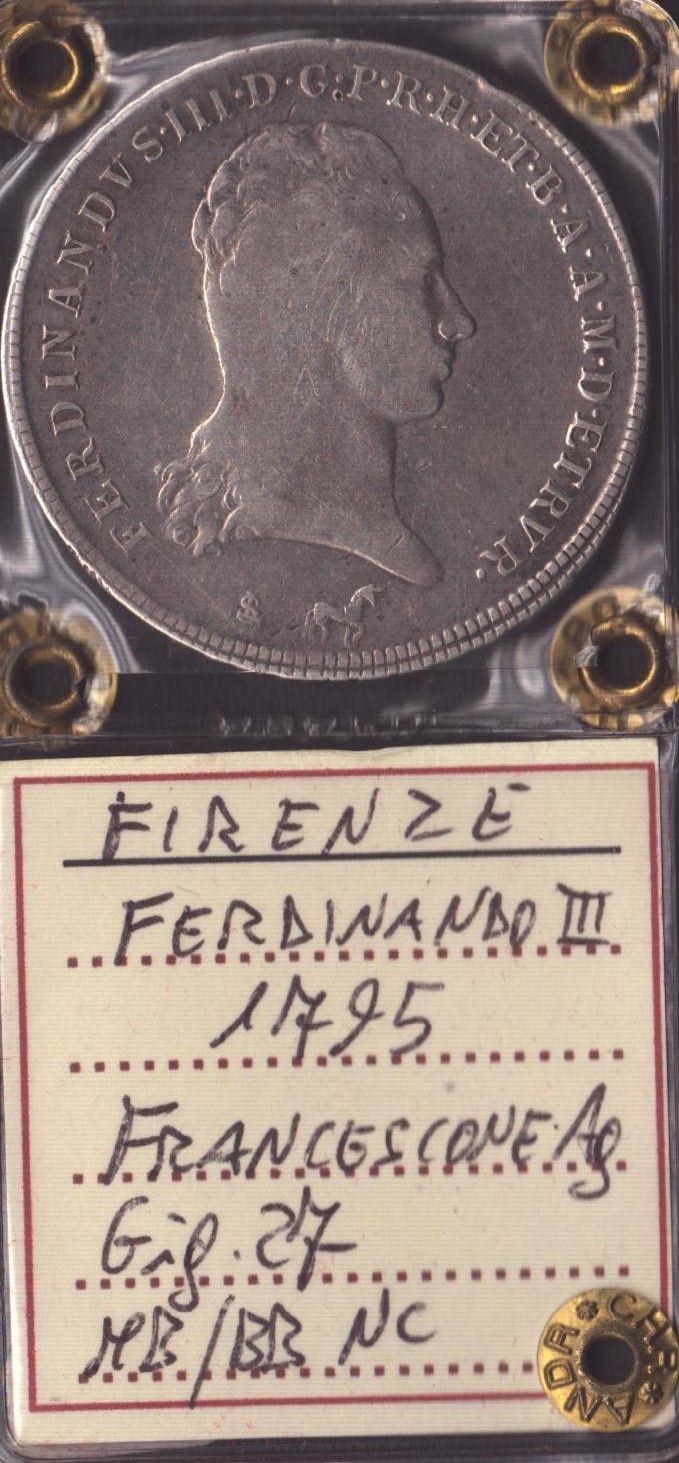 FERDINANDVS·III·D·G·P·R·H·ET·B·A·A·M·D·ETRVR·
FIRENZE
FERDINANDO III
1795
FRANCESCONE Ag
Gig. 27
MB/BB NC